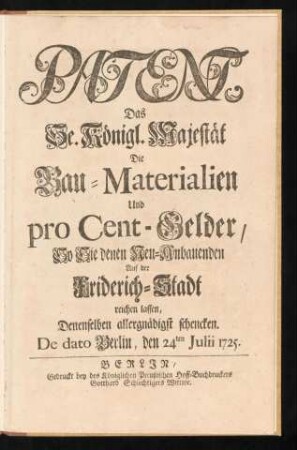 PATENT,
Das
Se. Königl. Majestät
Die
Bau-Materialien
Und
pro Cent-Gelder/
So Sie denen Neu-Anbauenden
Auf der
Friderich-Stadt
reichen lassen,
Denenselben allergnädigst schencken.
De dato Berlin, den 24ten Julii 1725.
BERLIN/
Gedruckt bey des Königlichen Preußischen Hoff-Buchdruckers
Gotthard Schlechtigers Wittwe.